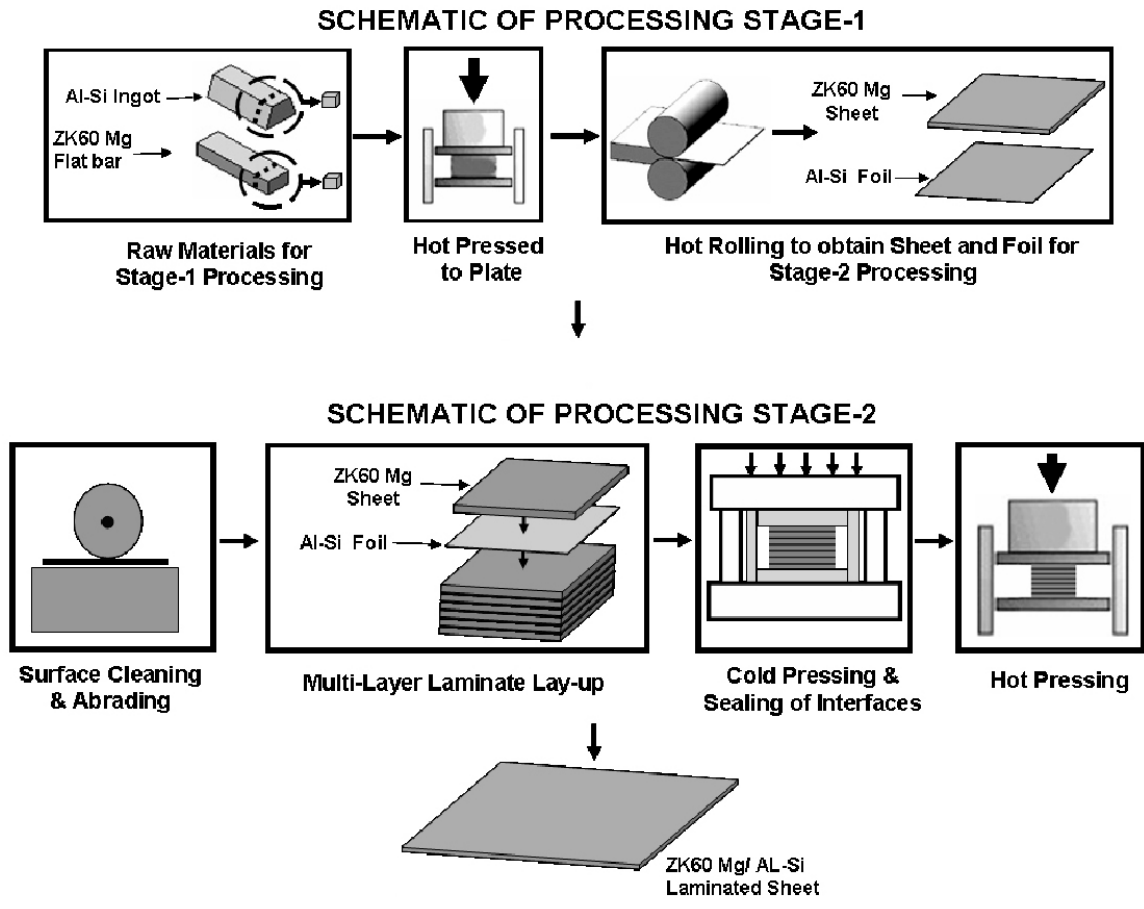 SCHEMATIC OF PROCESSING STAGE-1
Al-Si Ingot
ZK60 Mg
Flat bar
ZK60 Mg
Sheet
Al-Si Foil
Raw Materials for
Stage-1 Processing
Hot Pressed
to Plate
Hot Rolling to obtain Sheet and Foil for
Stage-2 Processing
SCHEMATIC OF PROCESSING STAGE-2
ZK60 Mg
Sheet
Al-Si Foil
Surface Cleaning
& Abrading
Multi-Layer Laminate Lay-up
Cold Pressing &
Sealing of Interfaces
Hot Pressing
ZK60 Mg/ AL-Si
Laminated Sheet